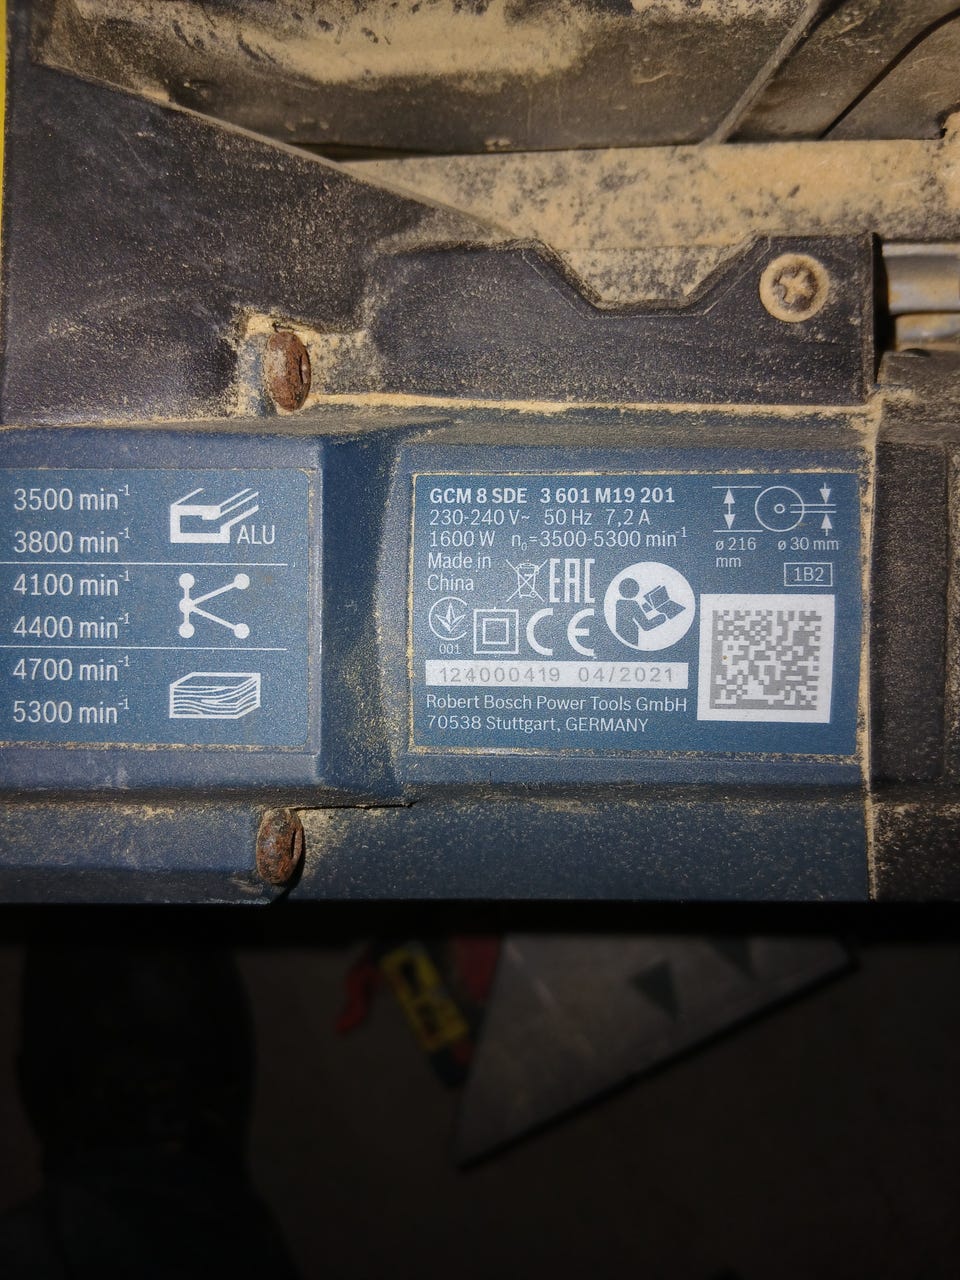 3500 min-1
3800 min-1
ALU
4100 min-1
4400 min-1
4700 min-1
5300 min-1
GCM 8 SDE 3 601 M19 201
230-240 V~ 50 Hz 7,2 A
1600 W n0=3500-5300 min-1
Made in
China
EAC
001
CE
124000419 04/2021
Robert Bosch Power Tools GmbH
70538 Stuttgart, GERMANY
ø 216
mm
ø 30 mm
1B2